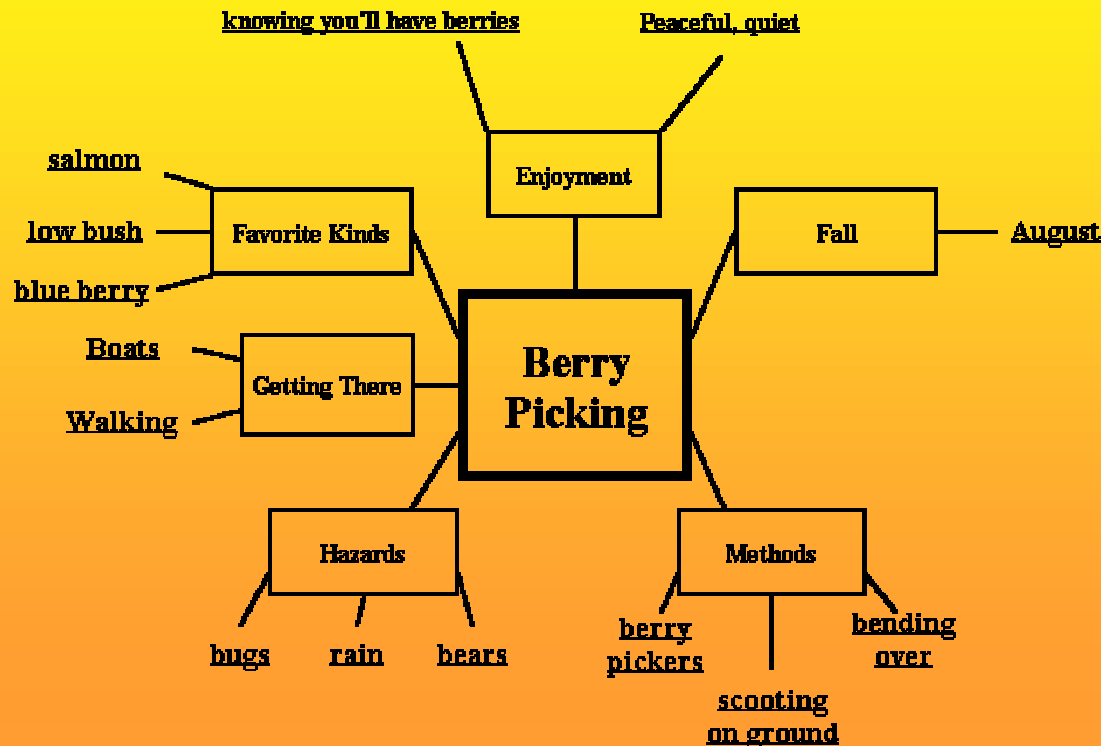 knowing you'll have berries
Peaceful, quiet
Enjoyment
salmon
low bush
blue berry
Favorite Kinds
Fall
August
Boats
Walking
Getting There
Berry
Picking
Hazards
bugs
rain
bears
Methods
berry
pickers
scooting
on ground
bending
over